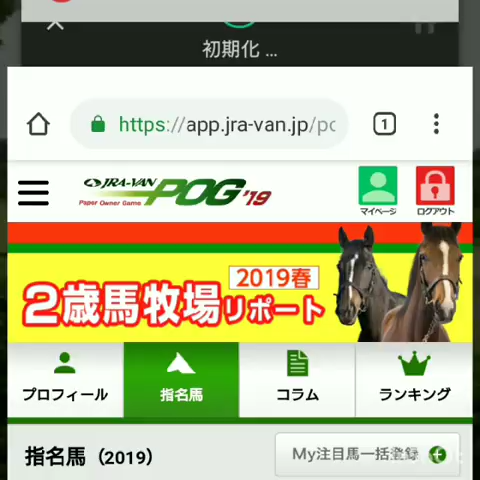 初期化 ...
https://app.jra-van.jp/po
1
JRA-VAN POG'19
Paper Owner Game
マイページ
ログアウト
2019春
2歳馬牧場リポート
プロフィール
指名馬
コラム
ランキング
指名馬（2019）
My注目馬一括登録